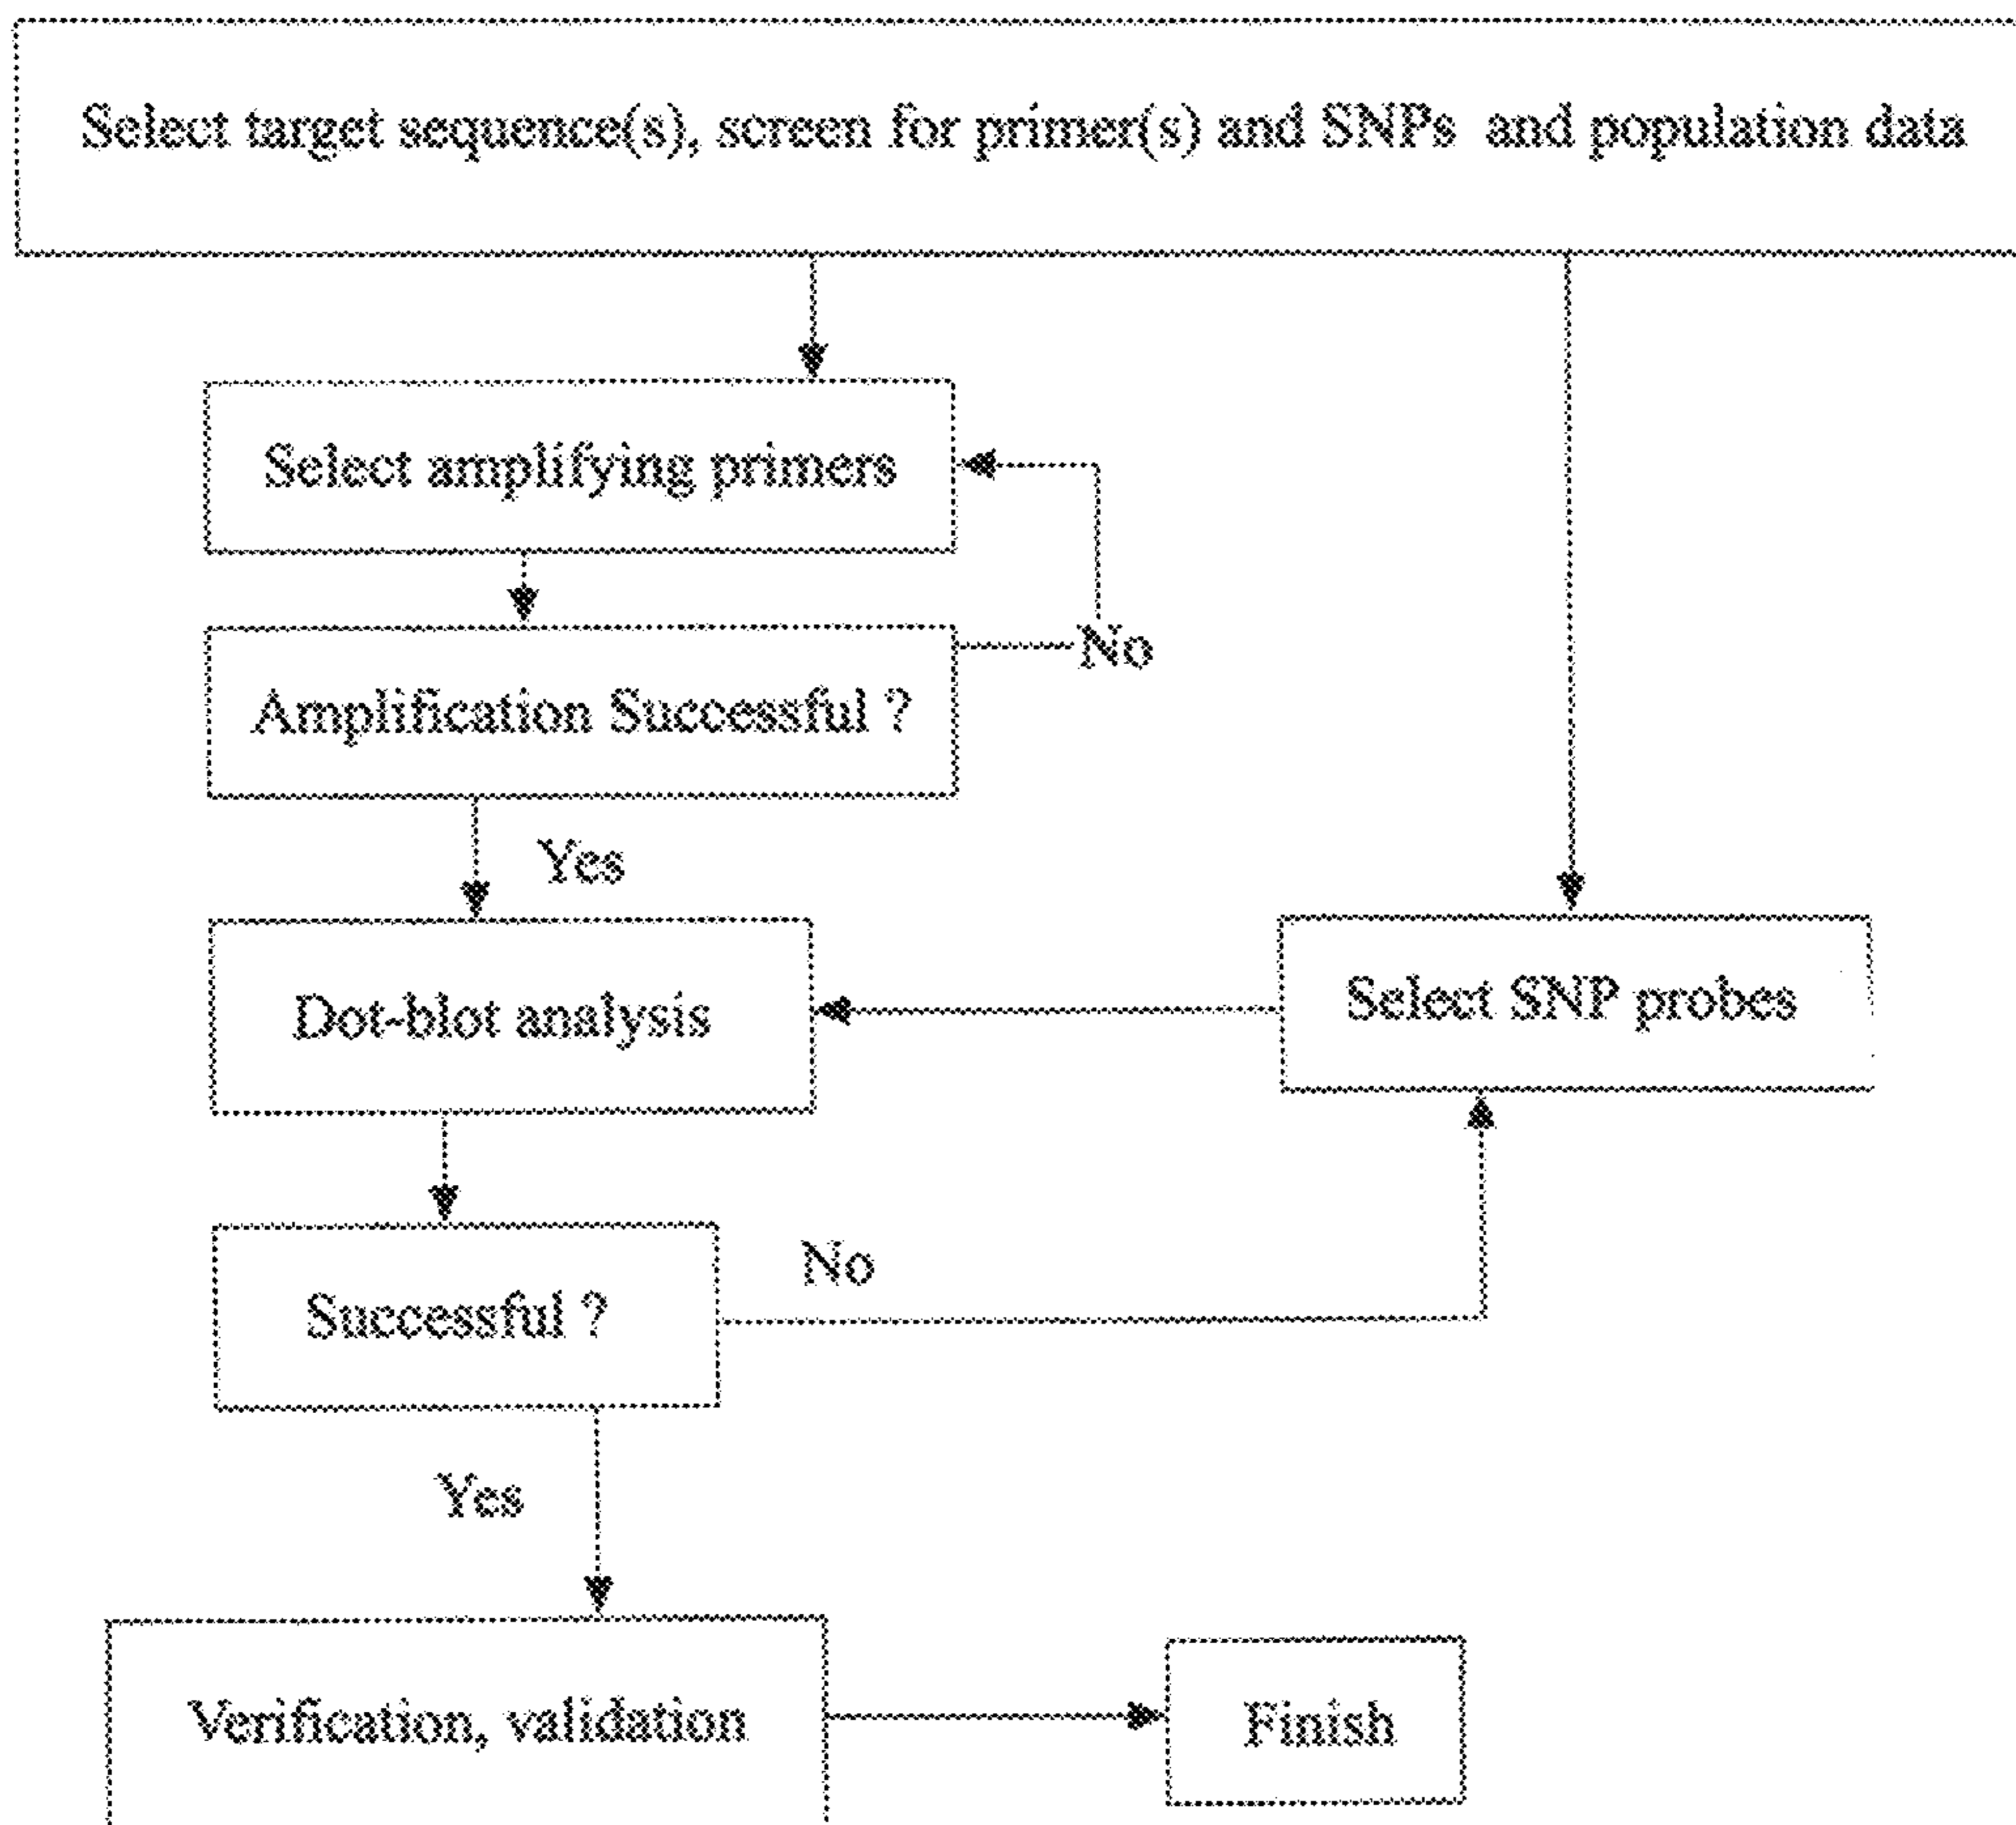 Select target sequence(s), screen for primer(s) and SNPs and population data
Select amplifying primers
No
Amplification Successful ?
Yes
Dot-blot analysis
Select SNP probes
No
Successful ?
Yes
Verification, validation
Finish